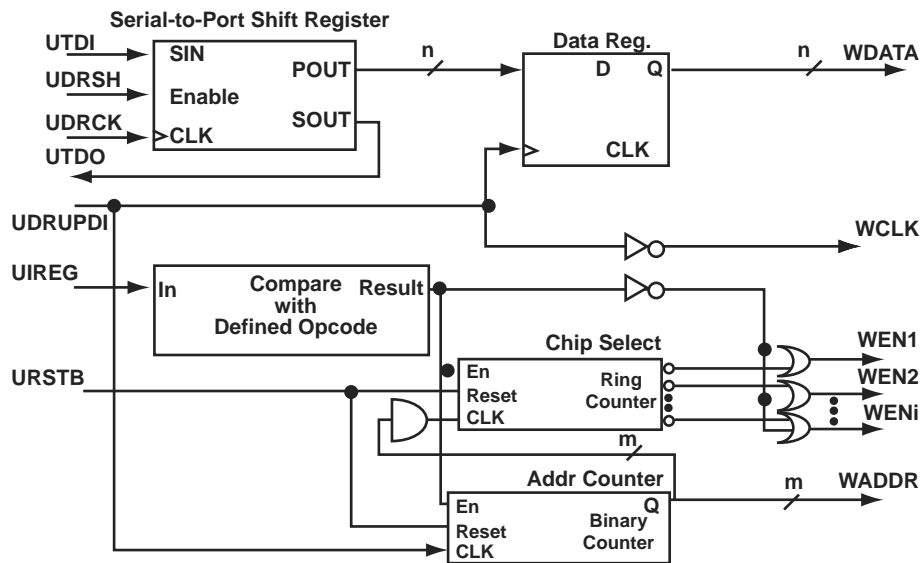 Serial-to-Port Shift Register
UTDI
SIN
UDRSH
Enable
UDRCK
CLK
UTDO
POUT
SOUT
n
Data Reg.
D Q
CLK
n
WDATA
UDRUPDI
WCLK
UIREG
In
Compare
with
Defined Opcode
Result
Chip Select
En
Reset
CLK
Ring
Counter
WEN1
WEN2
WENi
URSTB
m
Addr Counter
En
Reset
CLK
Q
Binary
Counter
m
WADDR